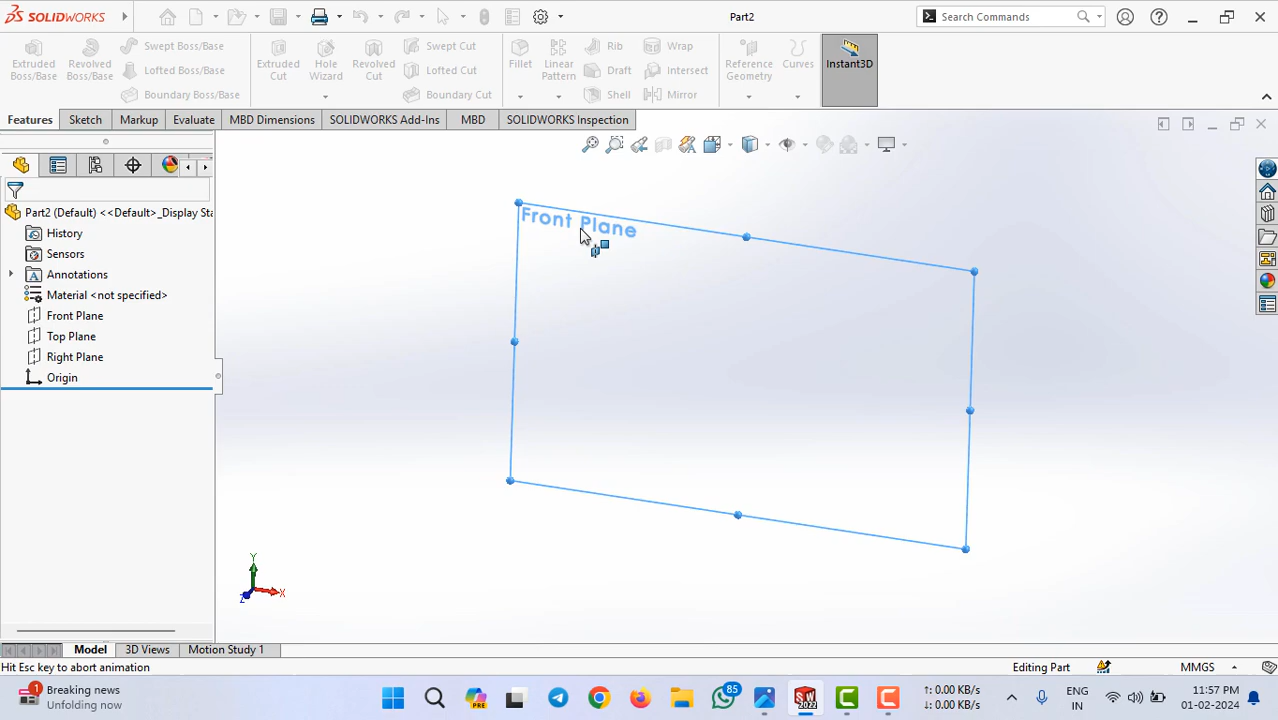 SOLIDWORKS
Part2
Search Commands
Extruded Boss/Base
Revolved Boss/Base
Swept Boss/Base
Lofted Boss/Base
Boundary Boss/Base
Extruded Cut
Hole Wizard
Revolved Cut
Swept Cut
Lofted Cut
Boundary Cut
Fillet
Linear Pattern
Rib
Draft
Shell
Wrap
Intersect
Mirror
Reference Geometry
Curves
Instant3D
Features
Sketch
Markup
Evaluate
MBD Dimensions
SOLIDWORKS Add-Ins
MBD
SOLIDWORKS Inspection
Part2 (Default) <<Default>_Display Sta
History
Sensors
Annotations
Material <not specified>
Front Plane
Top Plane
Right Plane
Origin
Front Plane
Y
X
Z
Model
3D Views
Motion Study 1
Hit Esc key to abort animation
Editing Part
MMGS
1
Breaking news
Unfolding now
PRE
85
SW
2022
↑: 0.00 KB/s
↓: 0.00 KB/s
ENG
IN
11:57 PM
01-02-2024